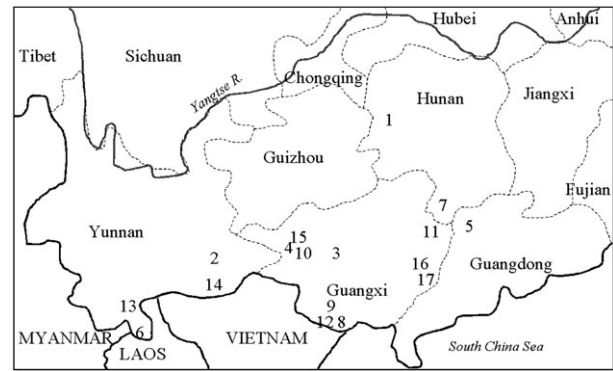 Hubei
Anhui
Tibet
Sichuan
Chongqing
Yangtse R.
Hunan
Jiangxi
1
Guizhou
Fujian
7
5
Yunnan
15
11
4
10
3
2
16
Guangdong
14
17
Guangxi
13
9
12
8
MYANMAR
6
VIETNAM
LAOS
South China Sea